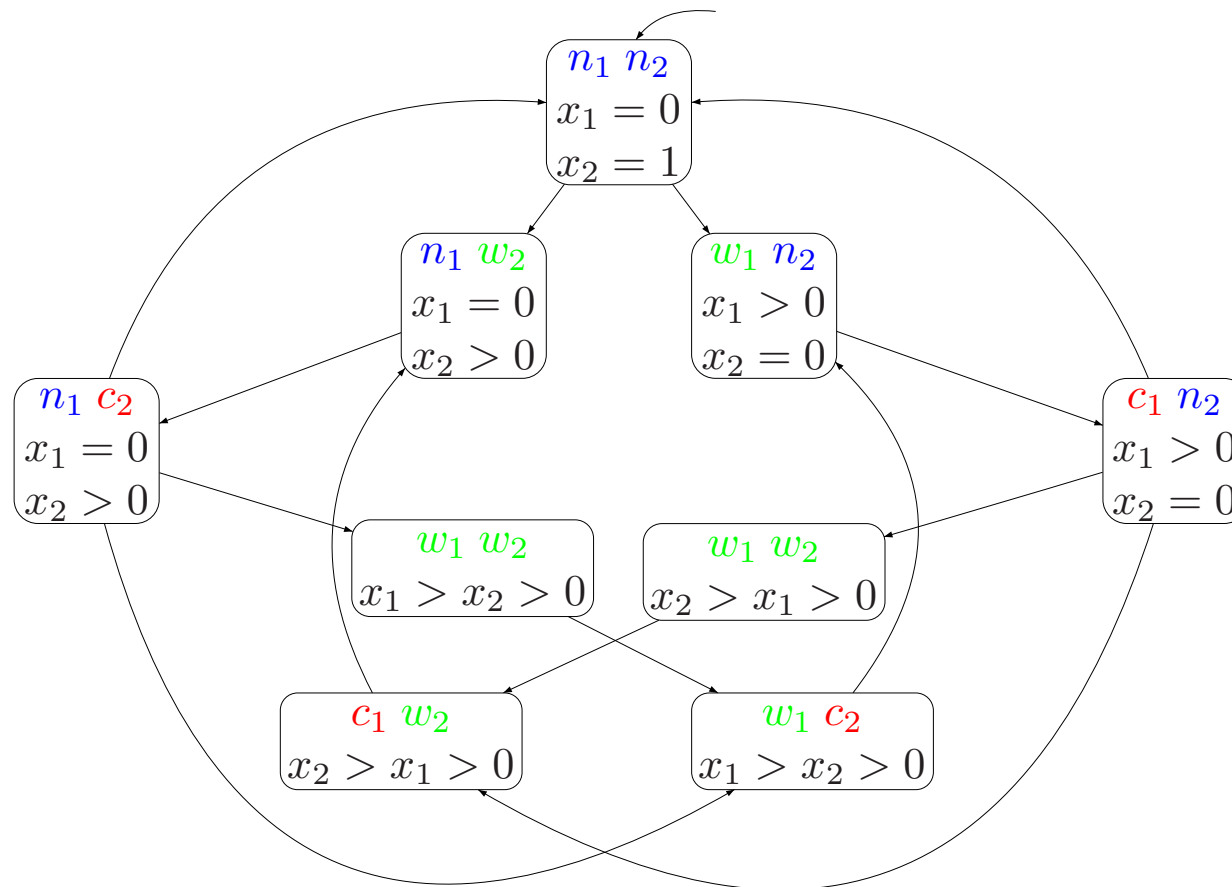 n₁ n₂
x₁ = 0
x₂ = 1
n₁ w₂
x₁ = 0
x₂ > 0
w₁ n₂
x₁ > 0
x₂ = 0
n₁ c₂
x₁ = 0
x₂ > 0
c₁ n₂
x₁ > 0
x₂ = 0
w₁ w₂
x₁ > x₂ > 0
w₁ w₂
x₂ > x₁ > 0
c₁ w₂
x₂ > x₁ > 0
w₁ c₂
x₁ > x₂ > 0